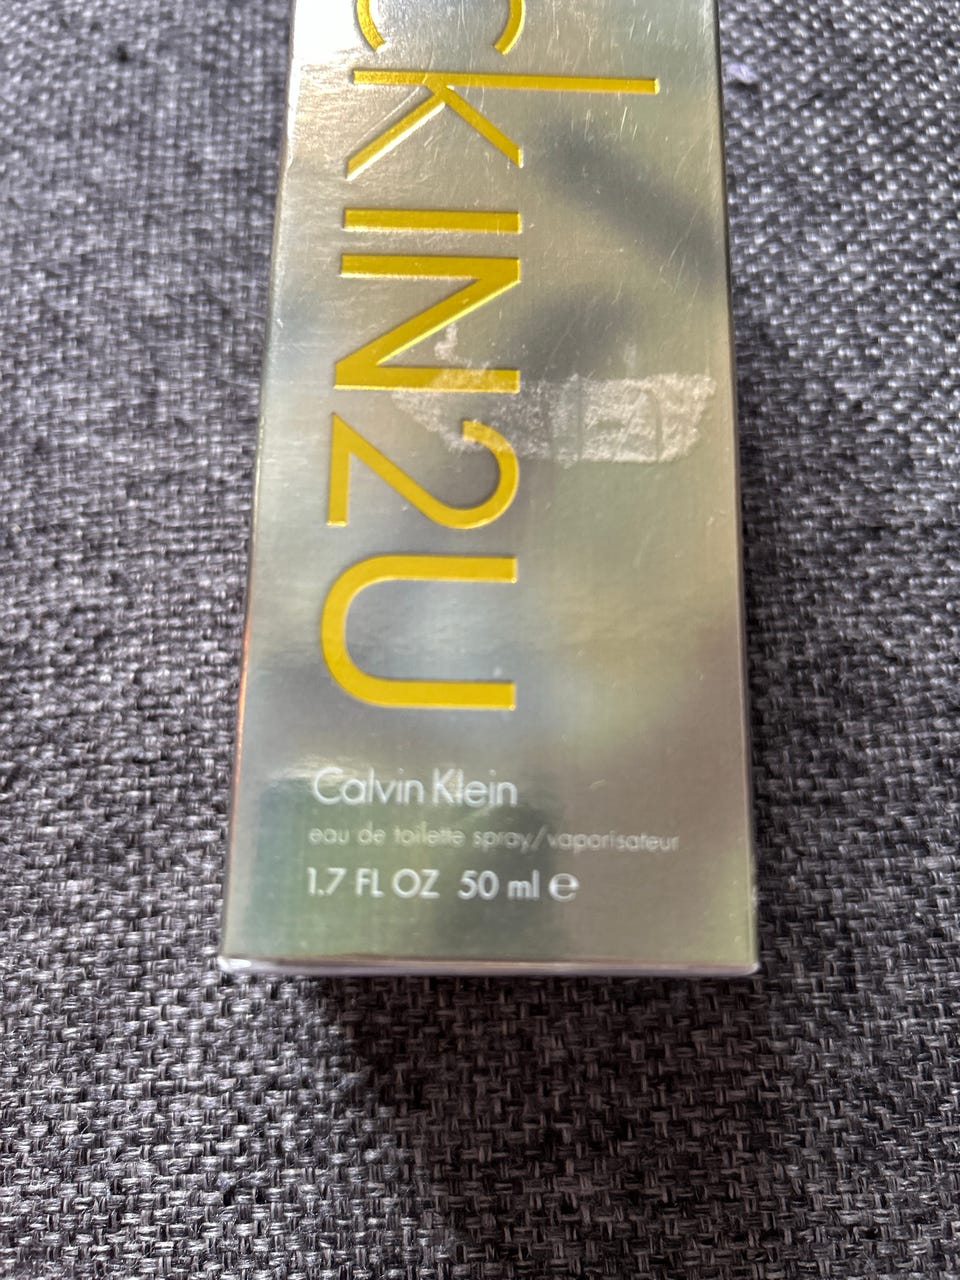 ckIN2U
Calvin Klein
eau de toilette spray/vaporisateur
1.7 FL OZ 50 ml ℮